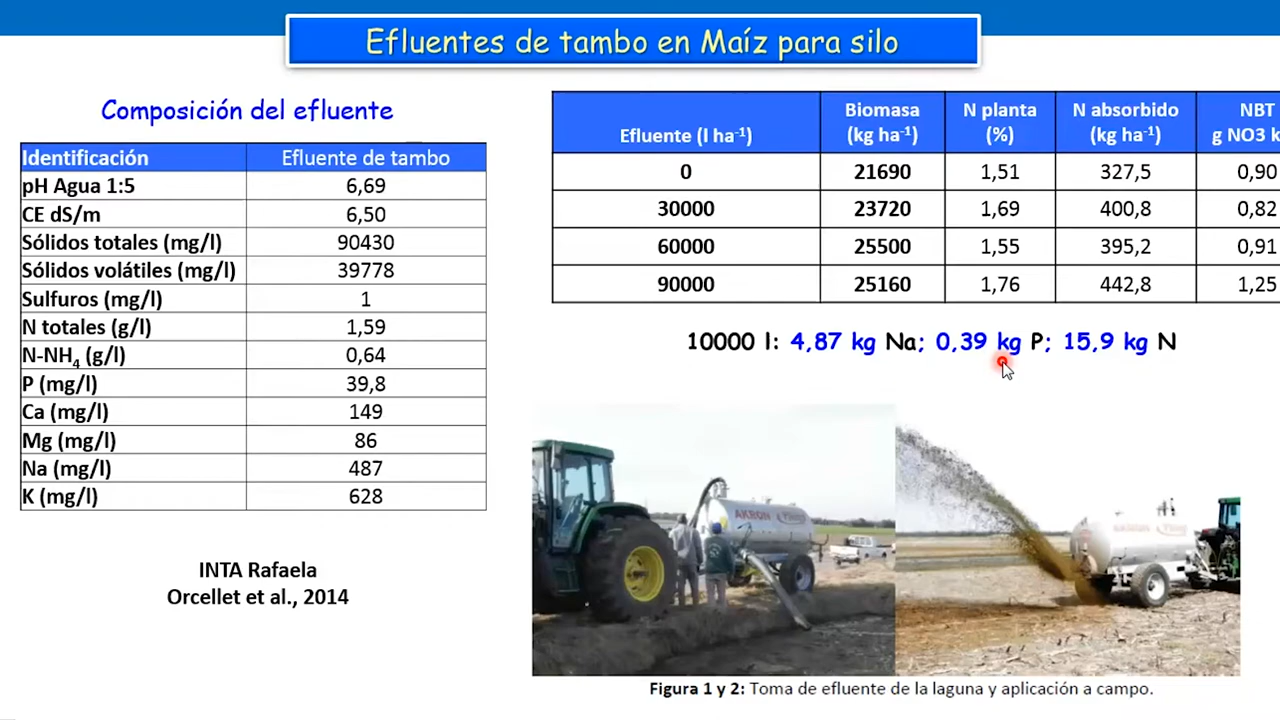 Efluentes de tambo en Maíz para silo
Composición del efluente
Identificación Efluente de tambo
pH Agua 1:5 6,69
CE dS/m 6,50
Sólidos totales (mg/l) 90430
Sólidos volátiles (mg/l) 39778
Sulfuros (mg/l) 1
N totales (g/l) 1,59
N-NH₄ (g/l) 0,64
P (mg/l) 39,8
Ca (mg/l) 149
Mg (mg/l) 86
Na (mg/l) 487
K (mg/l) 628
INTA Rafaela
Orcellet et al., 2014
Efluente (l ha⁻¹) Biomasa (kg ha⁻¹) N planta (%) N absorbido (kg ha⁻¹) NBT g NO3 k
0 21690 1,51 327,5 0,90
30000 23720 1,69 400,8 0,82
60000 25500 1,55 395,2 0,91
90000 25160 1,76 442,8 1,25
10000 l: 4,87 kg Na; 0,39 kg P; 15,9 kg N
AKRON
AKRON
Figura 1 y 2: Toma de efluente de la laguna y aplicación a campo.